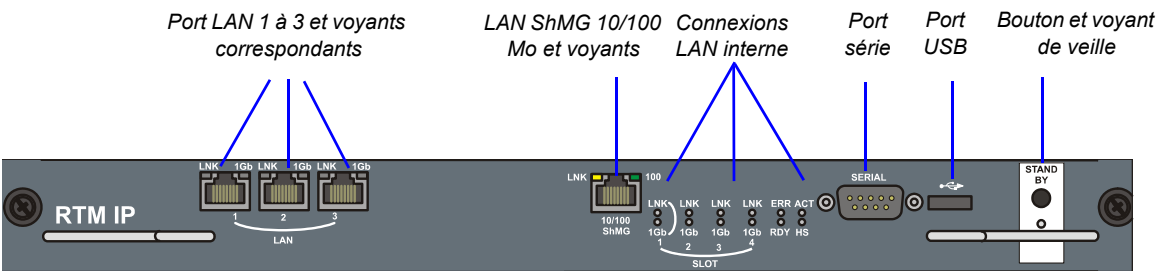 Port LAN 1 à 3 et voyants
correspondants
LAN ShMG 10/100
Mo et voyants
Connexions
LAN interne
Port
série
Port
USB
Bouton et voyant
de veille
RTM IP
LNK 1Gb LNK 1Gb LNK 1Gb
1 2 3
LAN
LNK 100
10/100
ShMG
LNK LNK LNK LNK ERR ACT
1Gb 1Gb 1Gb 1Gb RDY HS
1 2 3 4
SLOT
SERIAL
STAND
BY